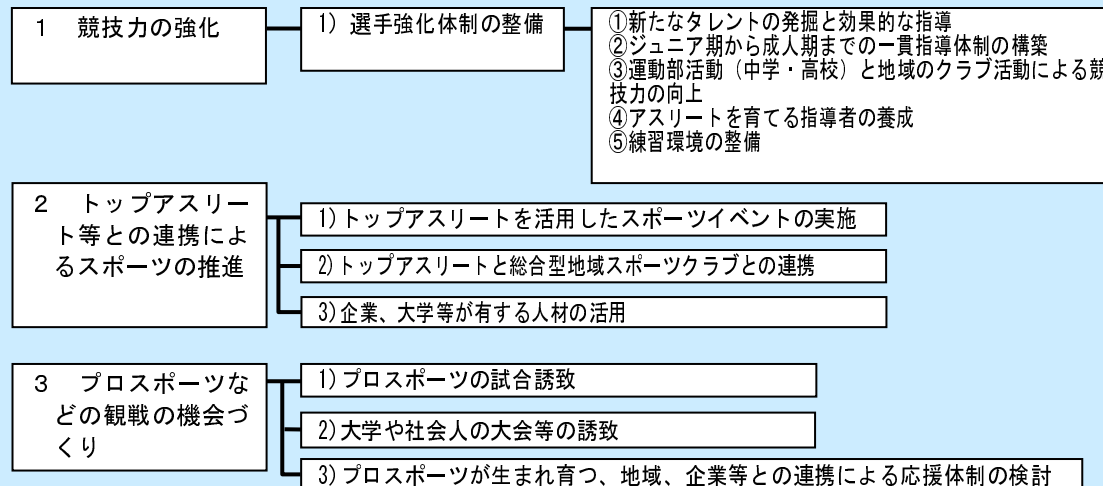 1 競技力の強化
1) 選手強化体制の整備
①新たなタレントの発掘と効果的な指導
②ジュニア期から成人期までの一貫指導体制の構築
③運動部活動（中学・高校）と地域のクラブ活動による競
技力の向上
④アスリートを育てる指導者の養成
⑤練習環境の整備
2 トップアスリー
ト等との連携によ
るスポーツの推進
1)トップアスリートを活用したスポーツイベントの実施
2)トップアスリートと総合型地域スポーツクラブとの連携
3)企業、大学等が有する人材の活用
3 プロスポーツな
どの観戦の機会づ
くり
1)プロスポーツの試合誘致
2)大学や社会人の大会等の誘致
3)プロスポーツが生まれ育つ、地域、企業等との連携による応援体制の検討